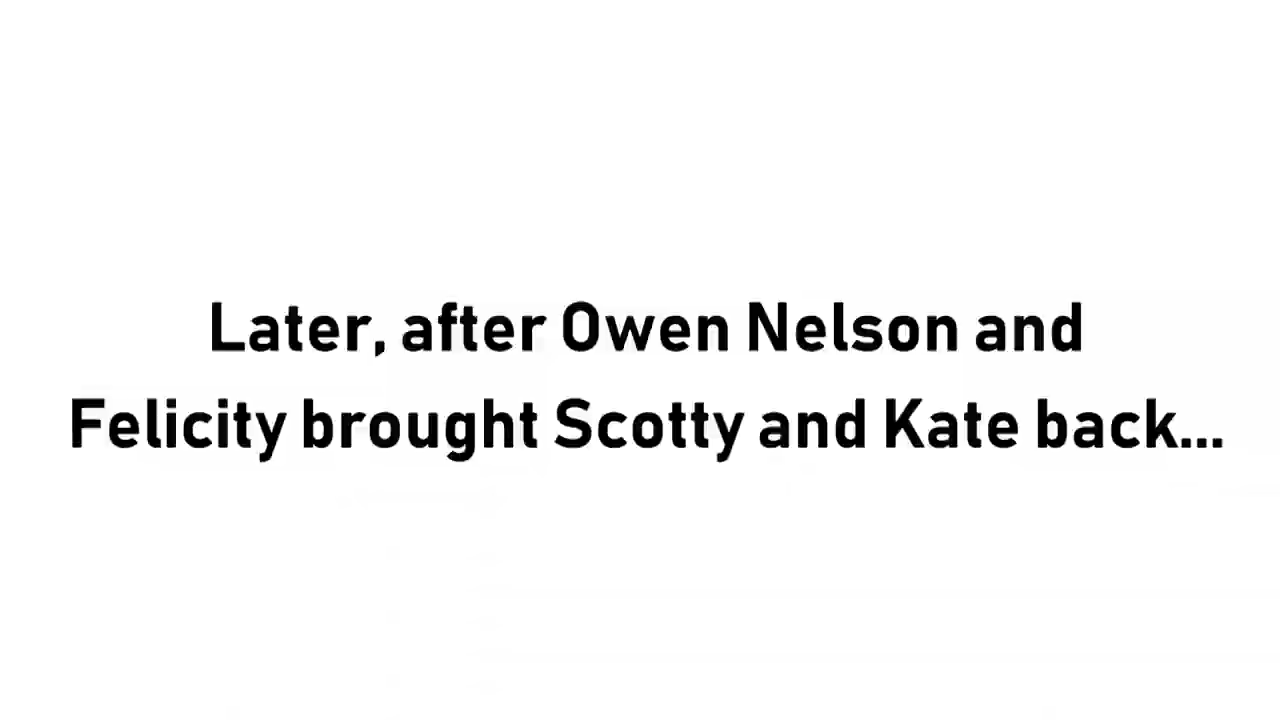 Later, after Owen Nelson and
Felicity brought Scotty and Kate back...